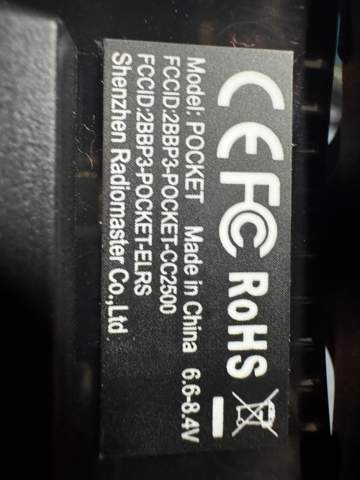 CE FC RoHS
Model: POCKET Made in China 6.6-8.4V
FCCID:2BBP3-POCKET-CC2500
FCCID:2BBP3-POCKET-ELRS
Shenzhen Radiomaster Co.,Ltd